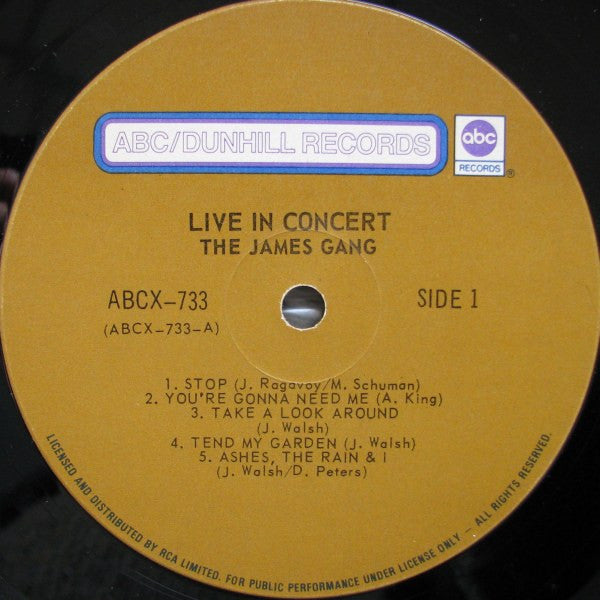 ABC/DUNHILL RECORDS
abc
RECORDS
®
LIVE IN CONCERT
THE JAMES GANG
ABCX-733
SIDE 1
(ABCX-733-A)
1. STOP (J. Ragavoy/M. Schuman)
2. YOU'RE GONNA NEED ME (A. King)
3. TAKE A LOOK AROUND
(J. Walsh)
4. TEND MY GARDEN (J. Walsh)
5. ASHES, THE RAIN & I
(J. Walsh/D. Peters)
LICENSED AND DISTRIBUTED BY RCA LIMITED. FOR PUBLIC PERFORMANCE UNDER LICENSE ONLY — ALL RIGHTS RESERVED.